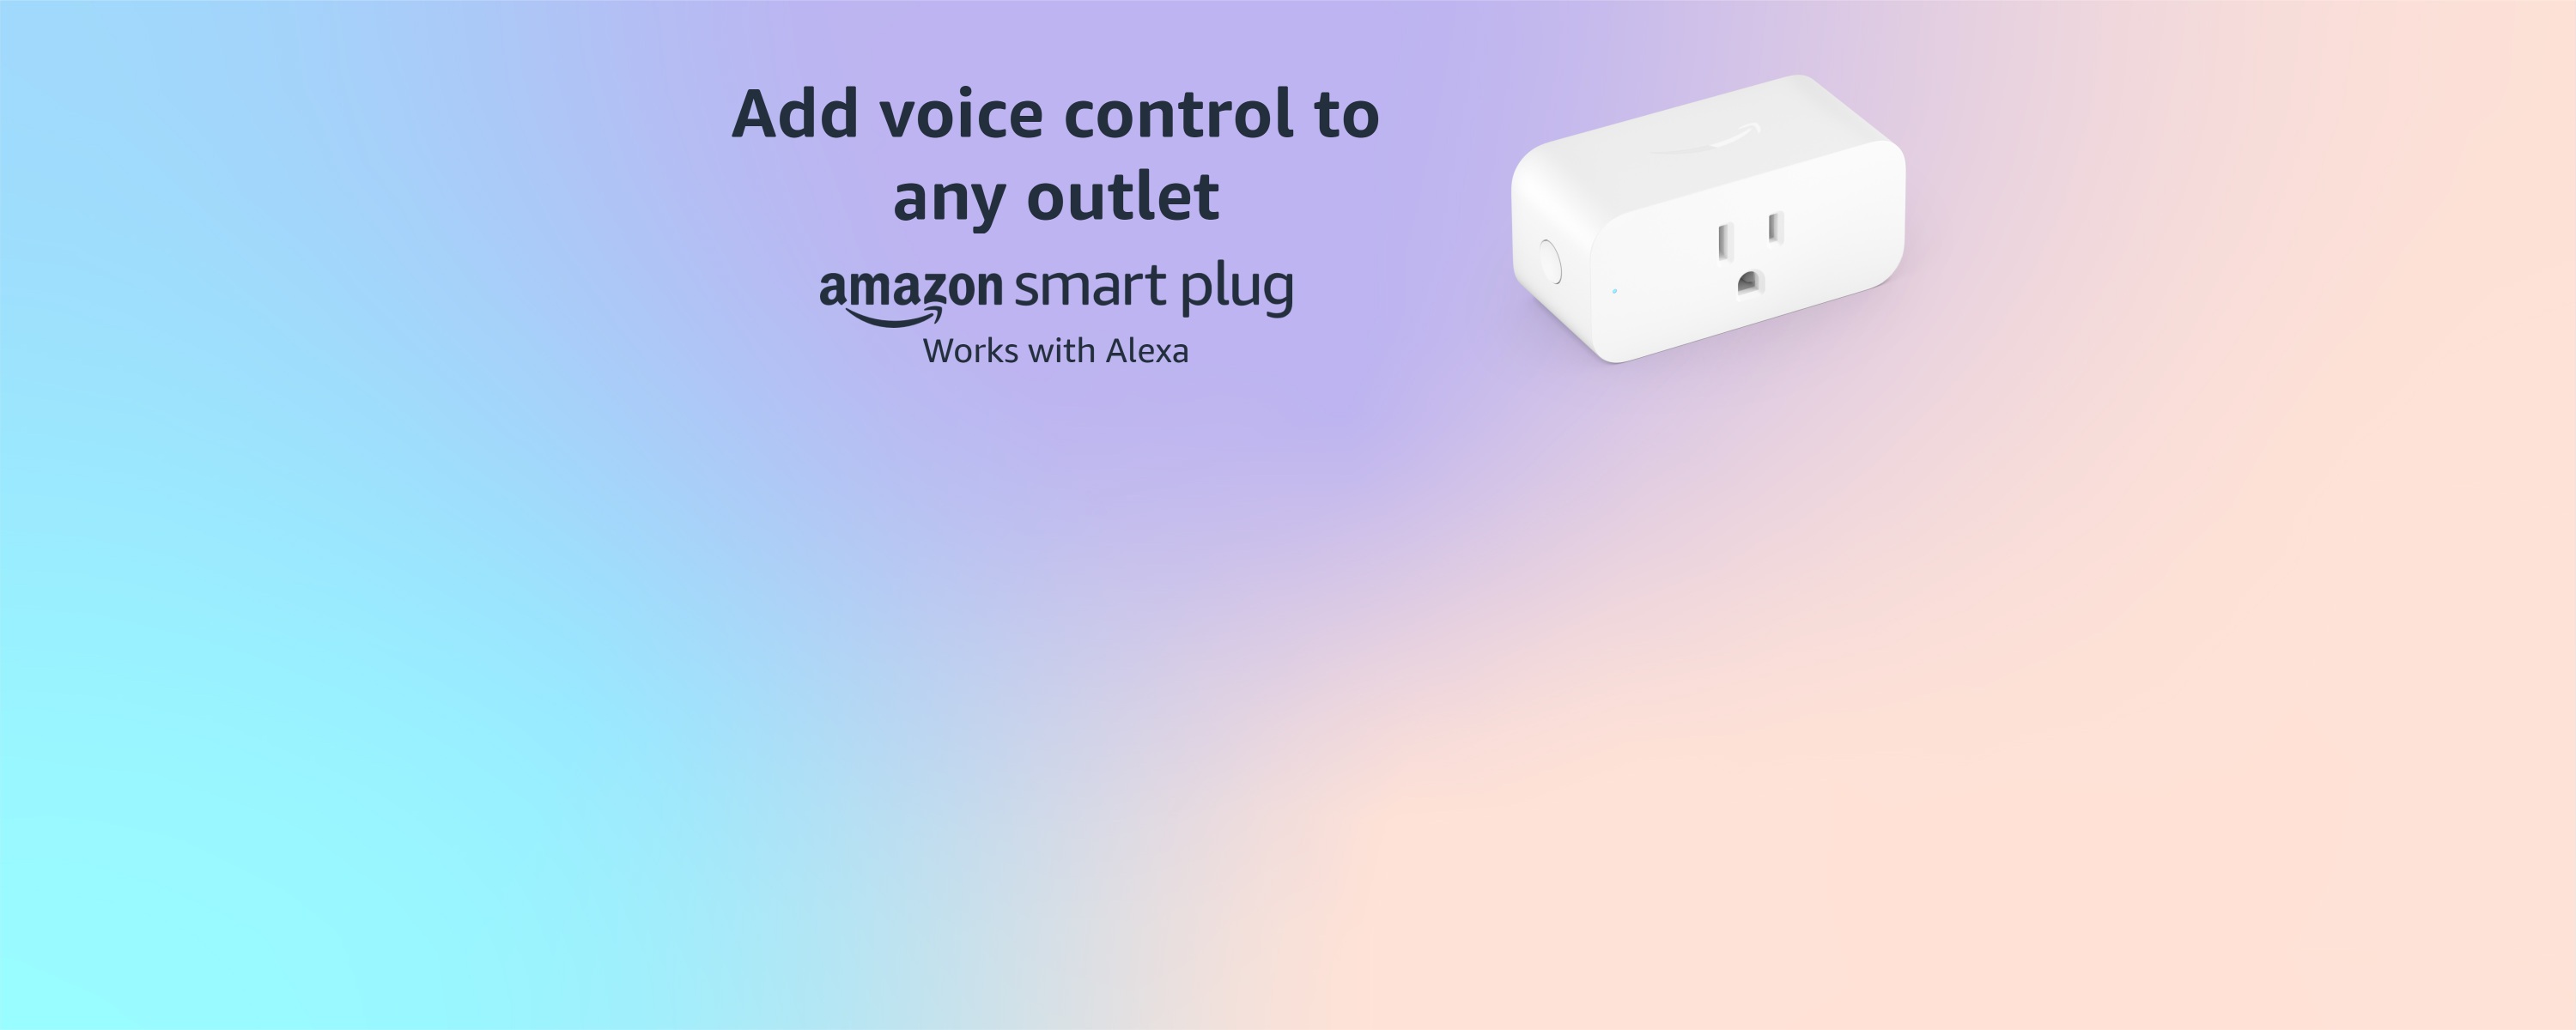 Add voice control to
any outlet
amazon smart plug
Works with Alexa